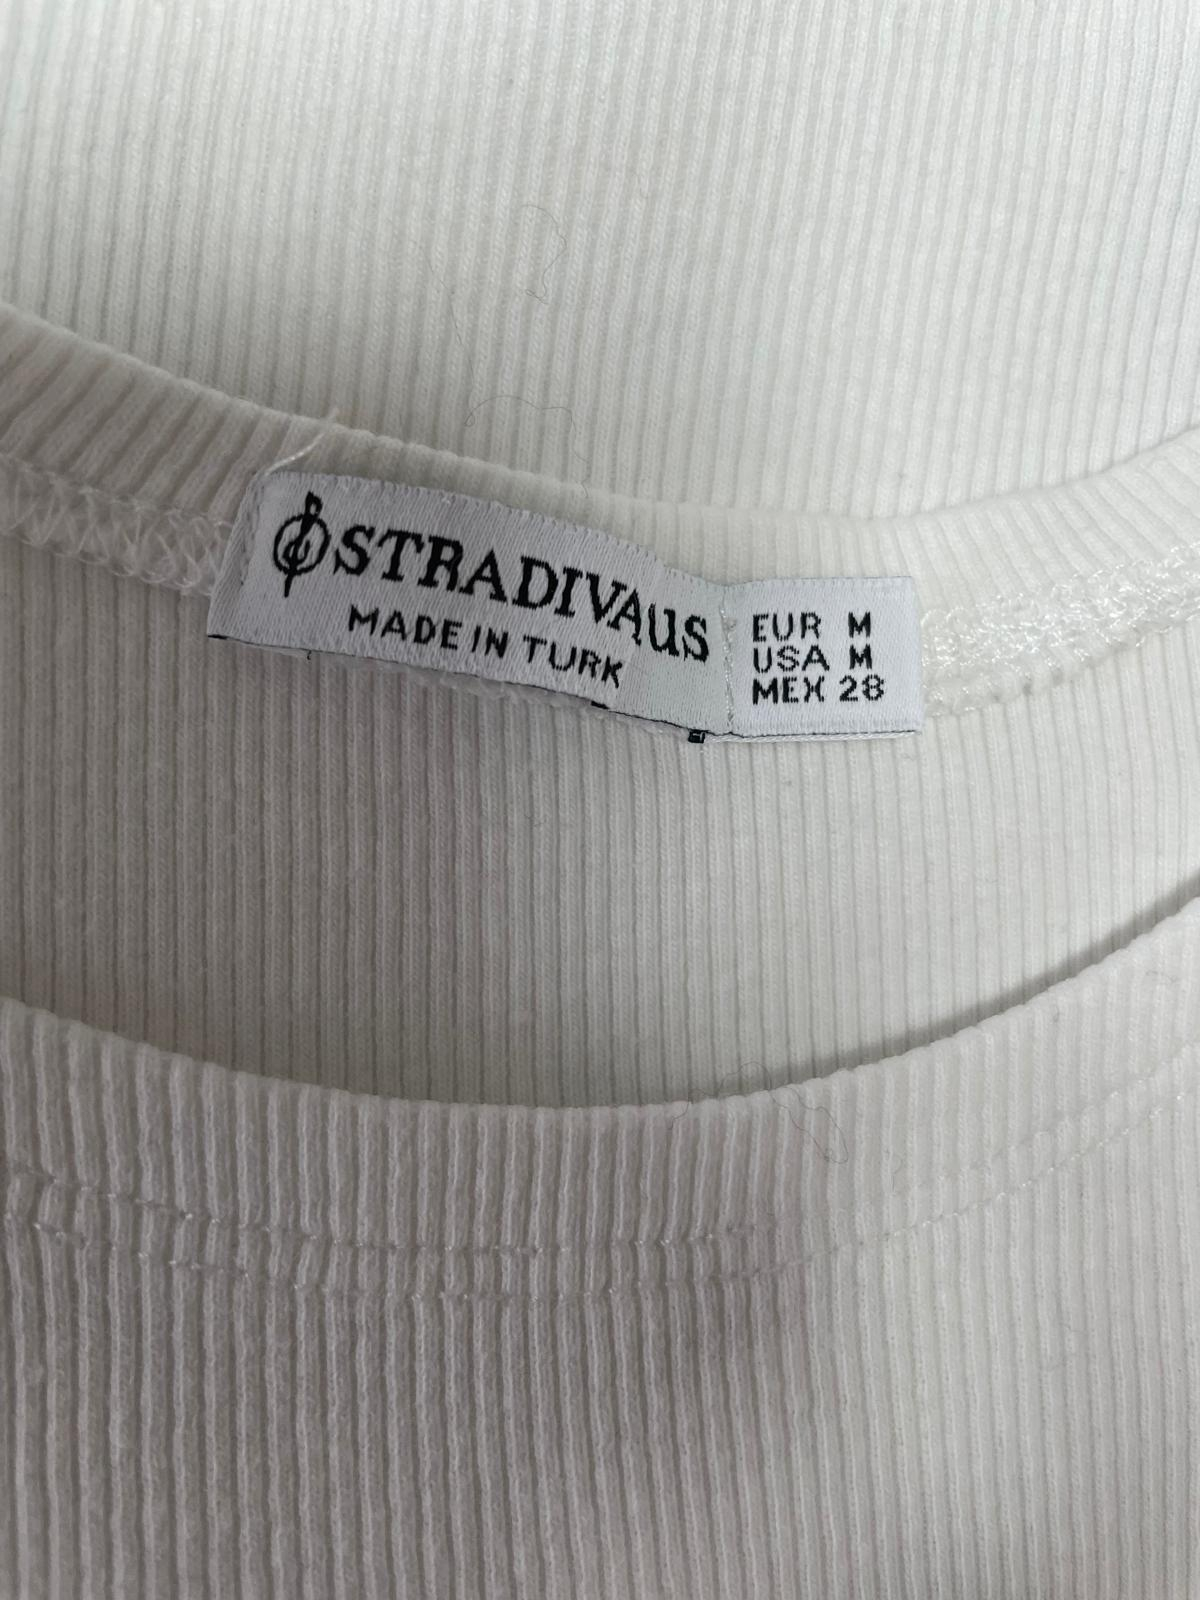 STRADIVAUS
MADE IN TURK
EUR M
USA M
MEX 28